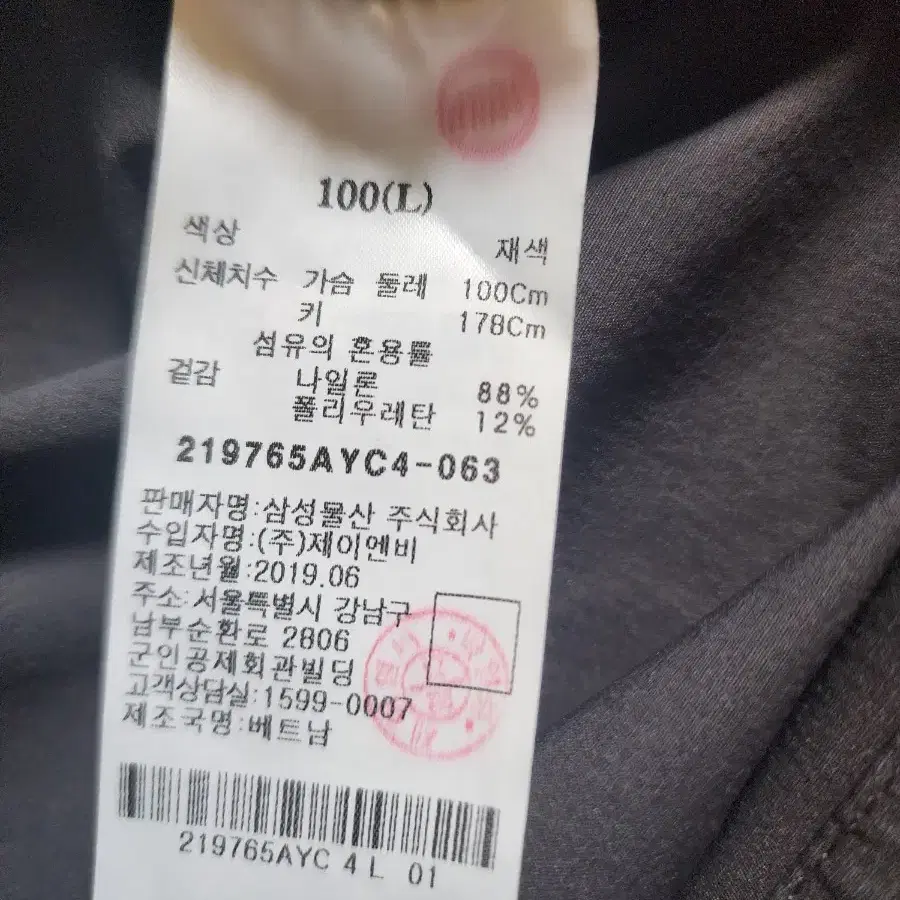 100(L)
색상 재색
신체치수 가슴 둘레 100Cm
키 178Cm
섬유의 혼용률
겉감 나일론 88%
폴리우레탄 12%
219765AYC4-063
판매자명:삼성물산 주식회사
수입자명:(주)제이엔비
제조년월:2019.06
주소:서울특별시 강남구
남부순환로 2806
군인공제회관빌딩
고객상담실:1599-0007
제조국명:베트남
219765AYC 4 L 01